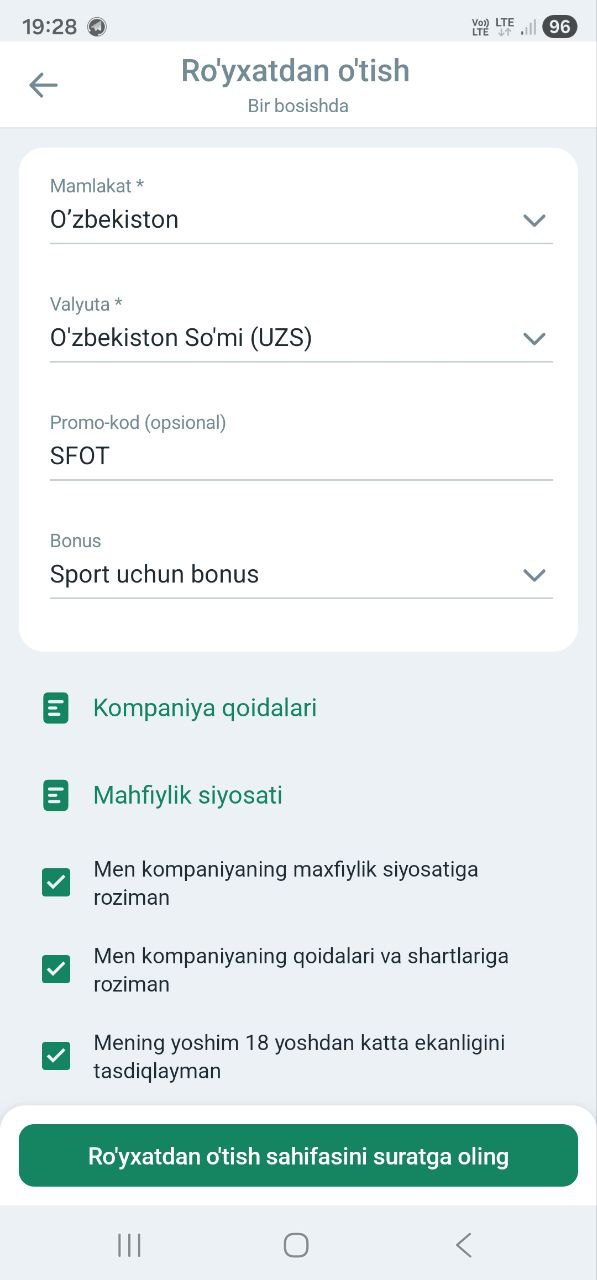 19:28
Vo)) LTE
LTE
96
Ro'yxatdan o'tish
Bir bosishda
Mamlakat *
Oʼzbekiston
Valyuta *
O'zbekiston So'mi (UZS)
Promo-kod (opsional)
SFOT
Bonus
Sport uchun bonus
Kompaniya qoidalari
Mahfiylik siyosati
Men kompaniyaning maxfiylik siyosatiga
roziman
Men kompaniyaning qoidalari va shartlariga
roziman
Mening yoshim 18 yoshdan katta ekanligini
tasdiqlayman
Ro'yxatdan o'tish sahifasini suratga oling